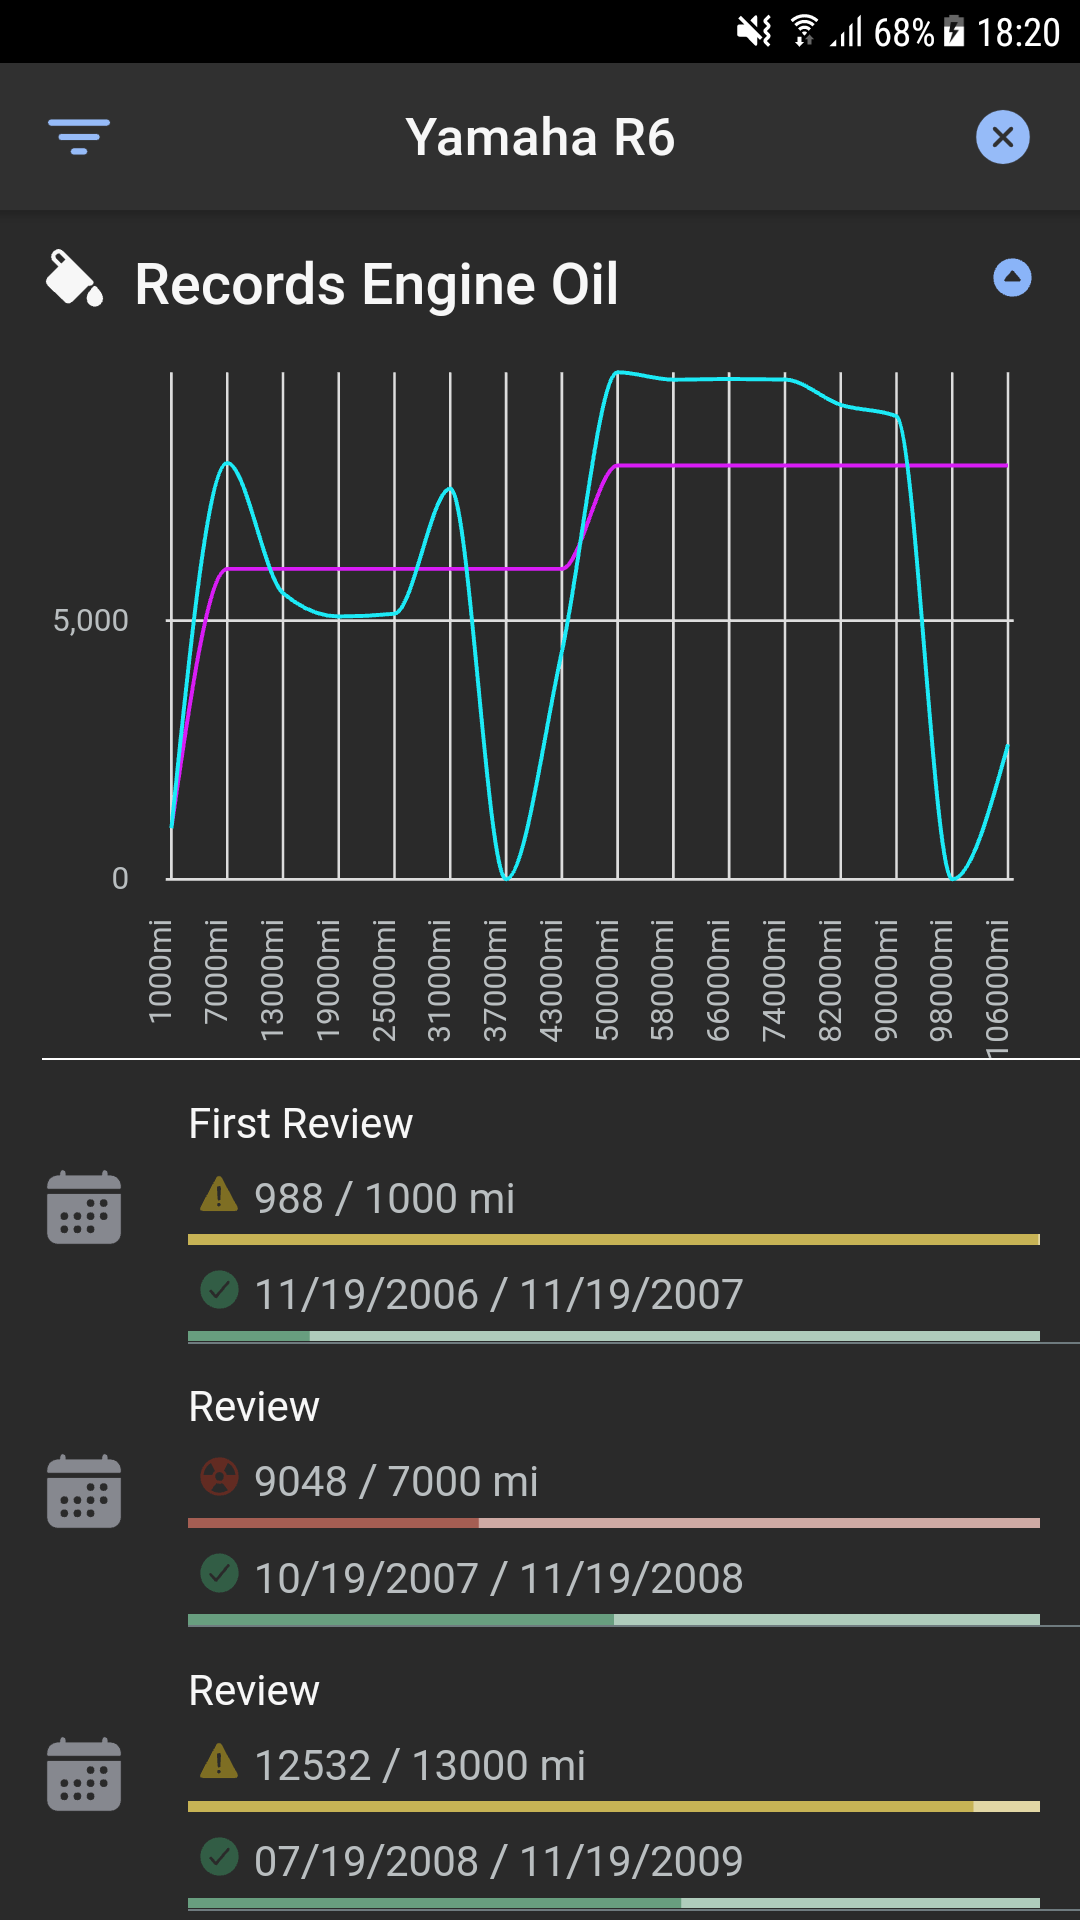 68% 18:20
Yamaha R6
Records Engine Oil
5,000
0
1000mi
7000mi
13000mi
19000mi
25000mi
31000mi
37000mi
43000mi
50000mi
58000mi
66000mi
74000mi
82000mi
90000mi
98000mi
106000mi
First Review
988 / 1000 mi
11/19/2006 / 11/19/2007
Review
9048 / 7000 mi
10/19/2007 / 11/19/2008
Review
12532 / 13000 mi
07/19/2008 / 11/19/2009